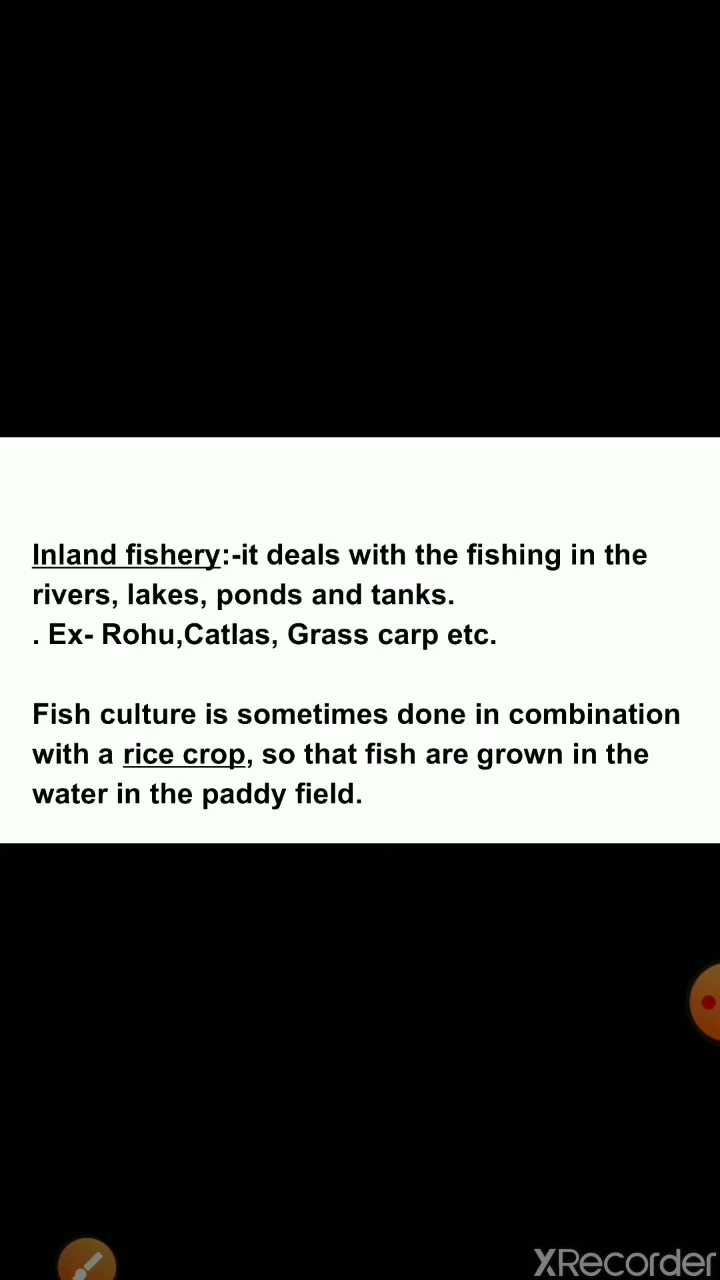 Inland fishery:-it deals with the fishing in the
rivers, lakes, ponds and tanks.
. Ex- Rohu,Catlas, Grass carp etc.
Fish culture is sometimes done in combination
with a rice crop, so that fish are grown in the
water in the paddy field.
XRecorder